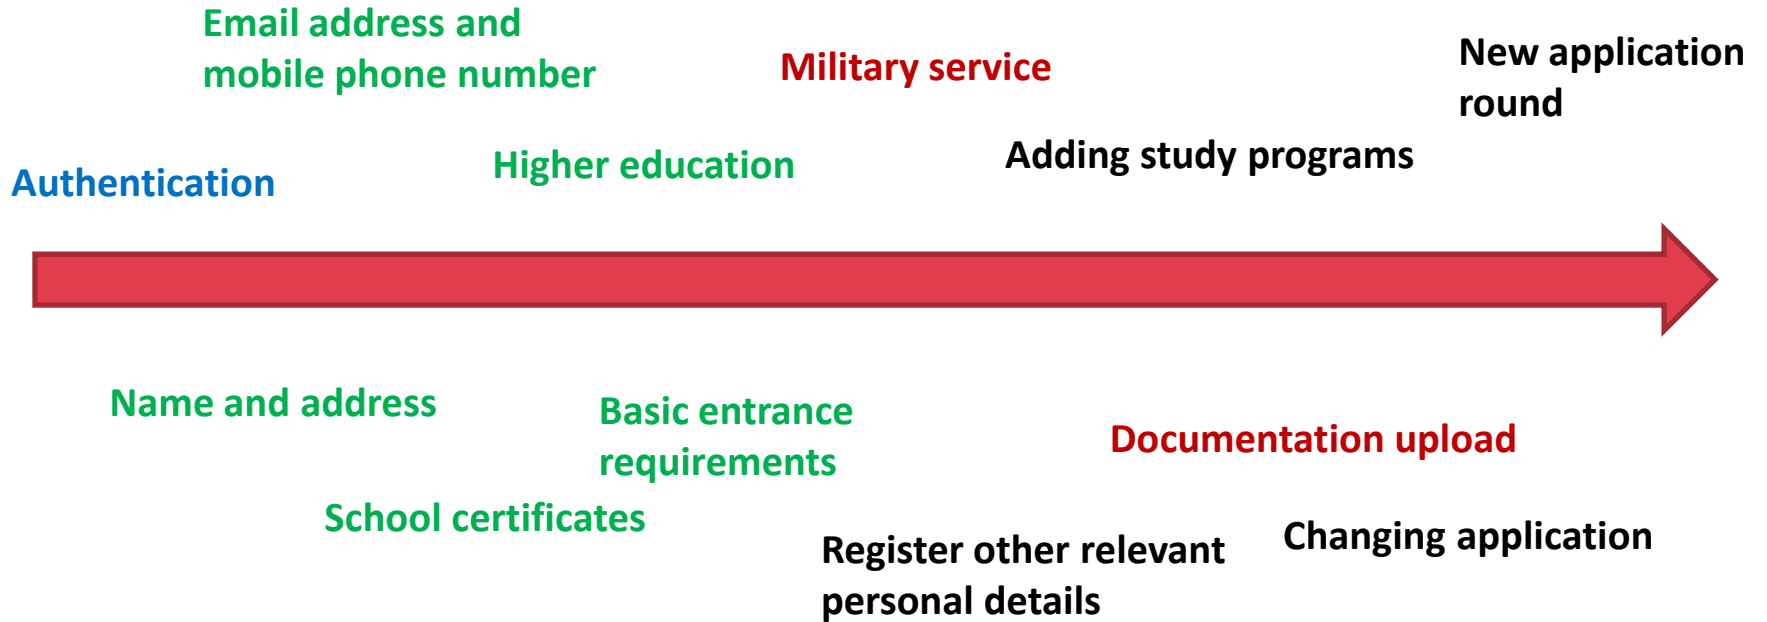 Email address and
mobile phone number
Military service
New application
round
Authentication
Higher education
Adding study programs
Name and address
Basic entrance
requirements
Documentation upload
School certificates
Register other relevant
personal details
Changing application